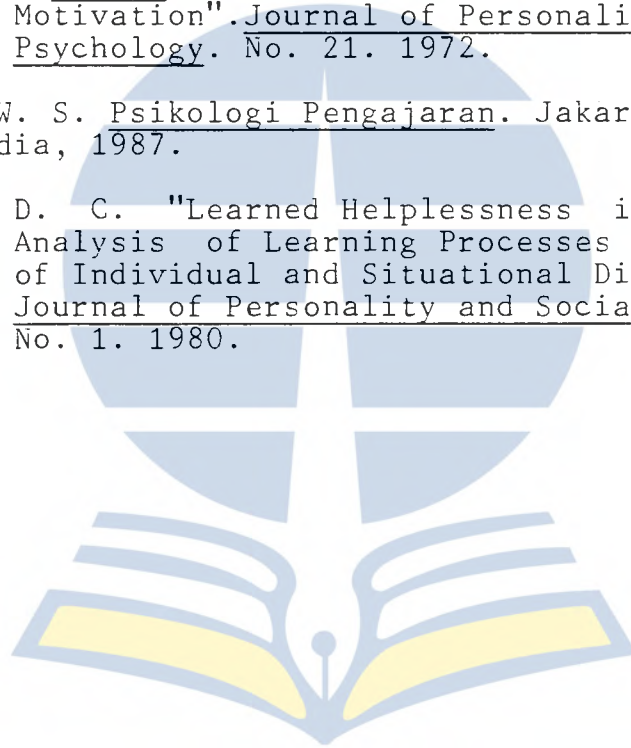 Motivation".Journal of Personali
Psychology. No. 21. 1972.
W. S. Psikologi Pengajaran. Jakar
dia, 1987.
D. C. "Learned Helplessness i
Analysis of Learning Processes
of Individual and Situational Di
Journal of Personality and Socia
No. 1. 1980.